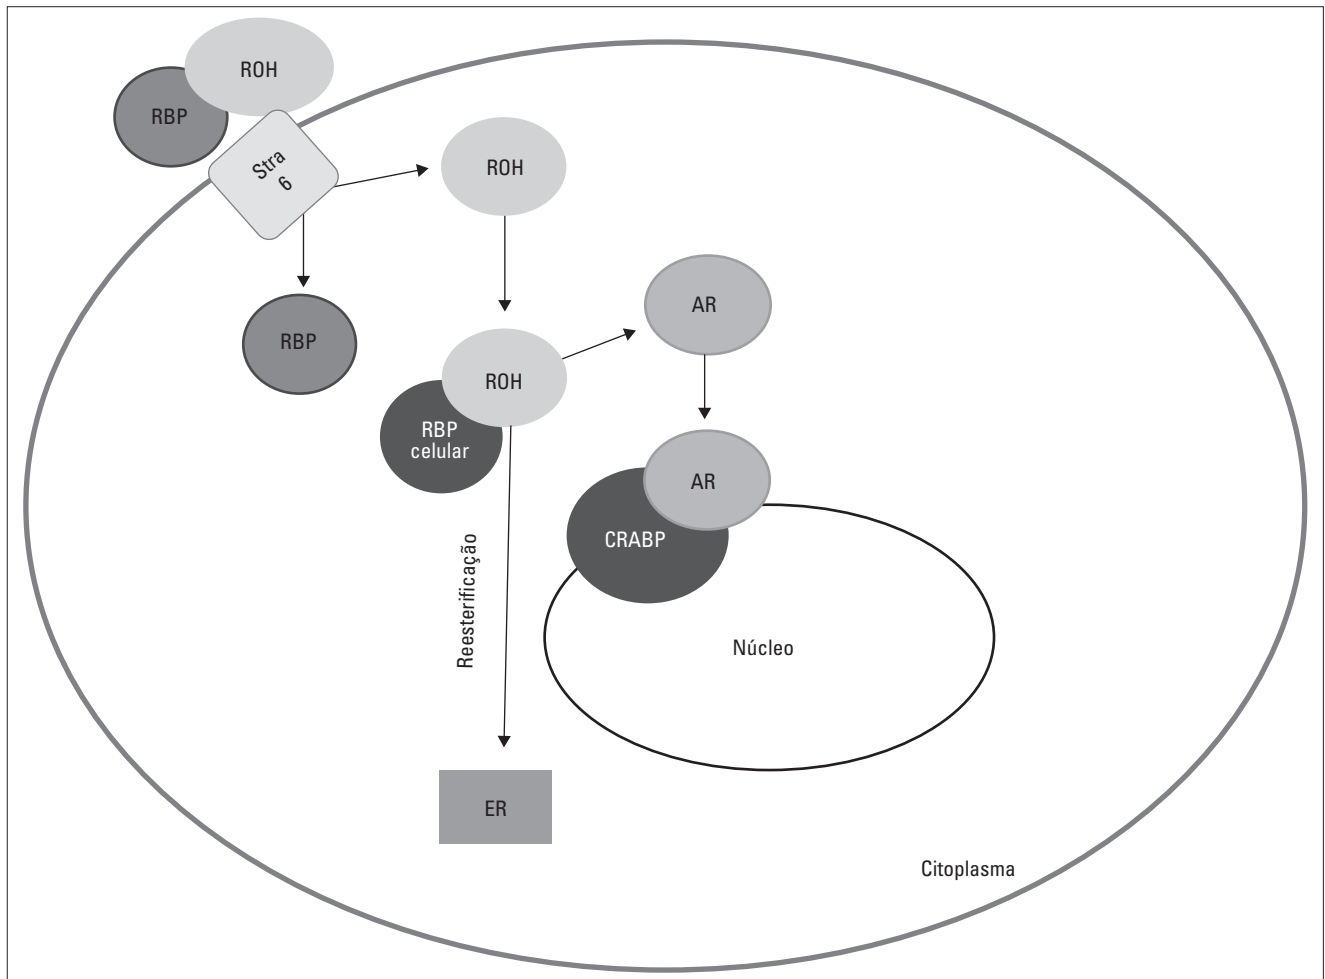 ROH
RBP
Stra
6
ROH
RBP
ROH
RBP
celular
AR
AR
CRABP
Reesterificação
Núcleo
ER
Citoplasma